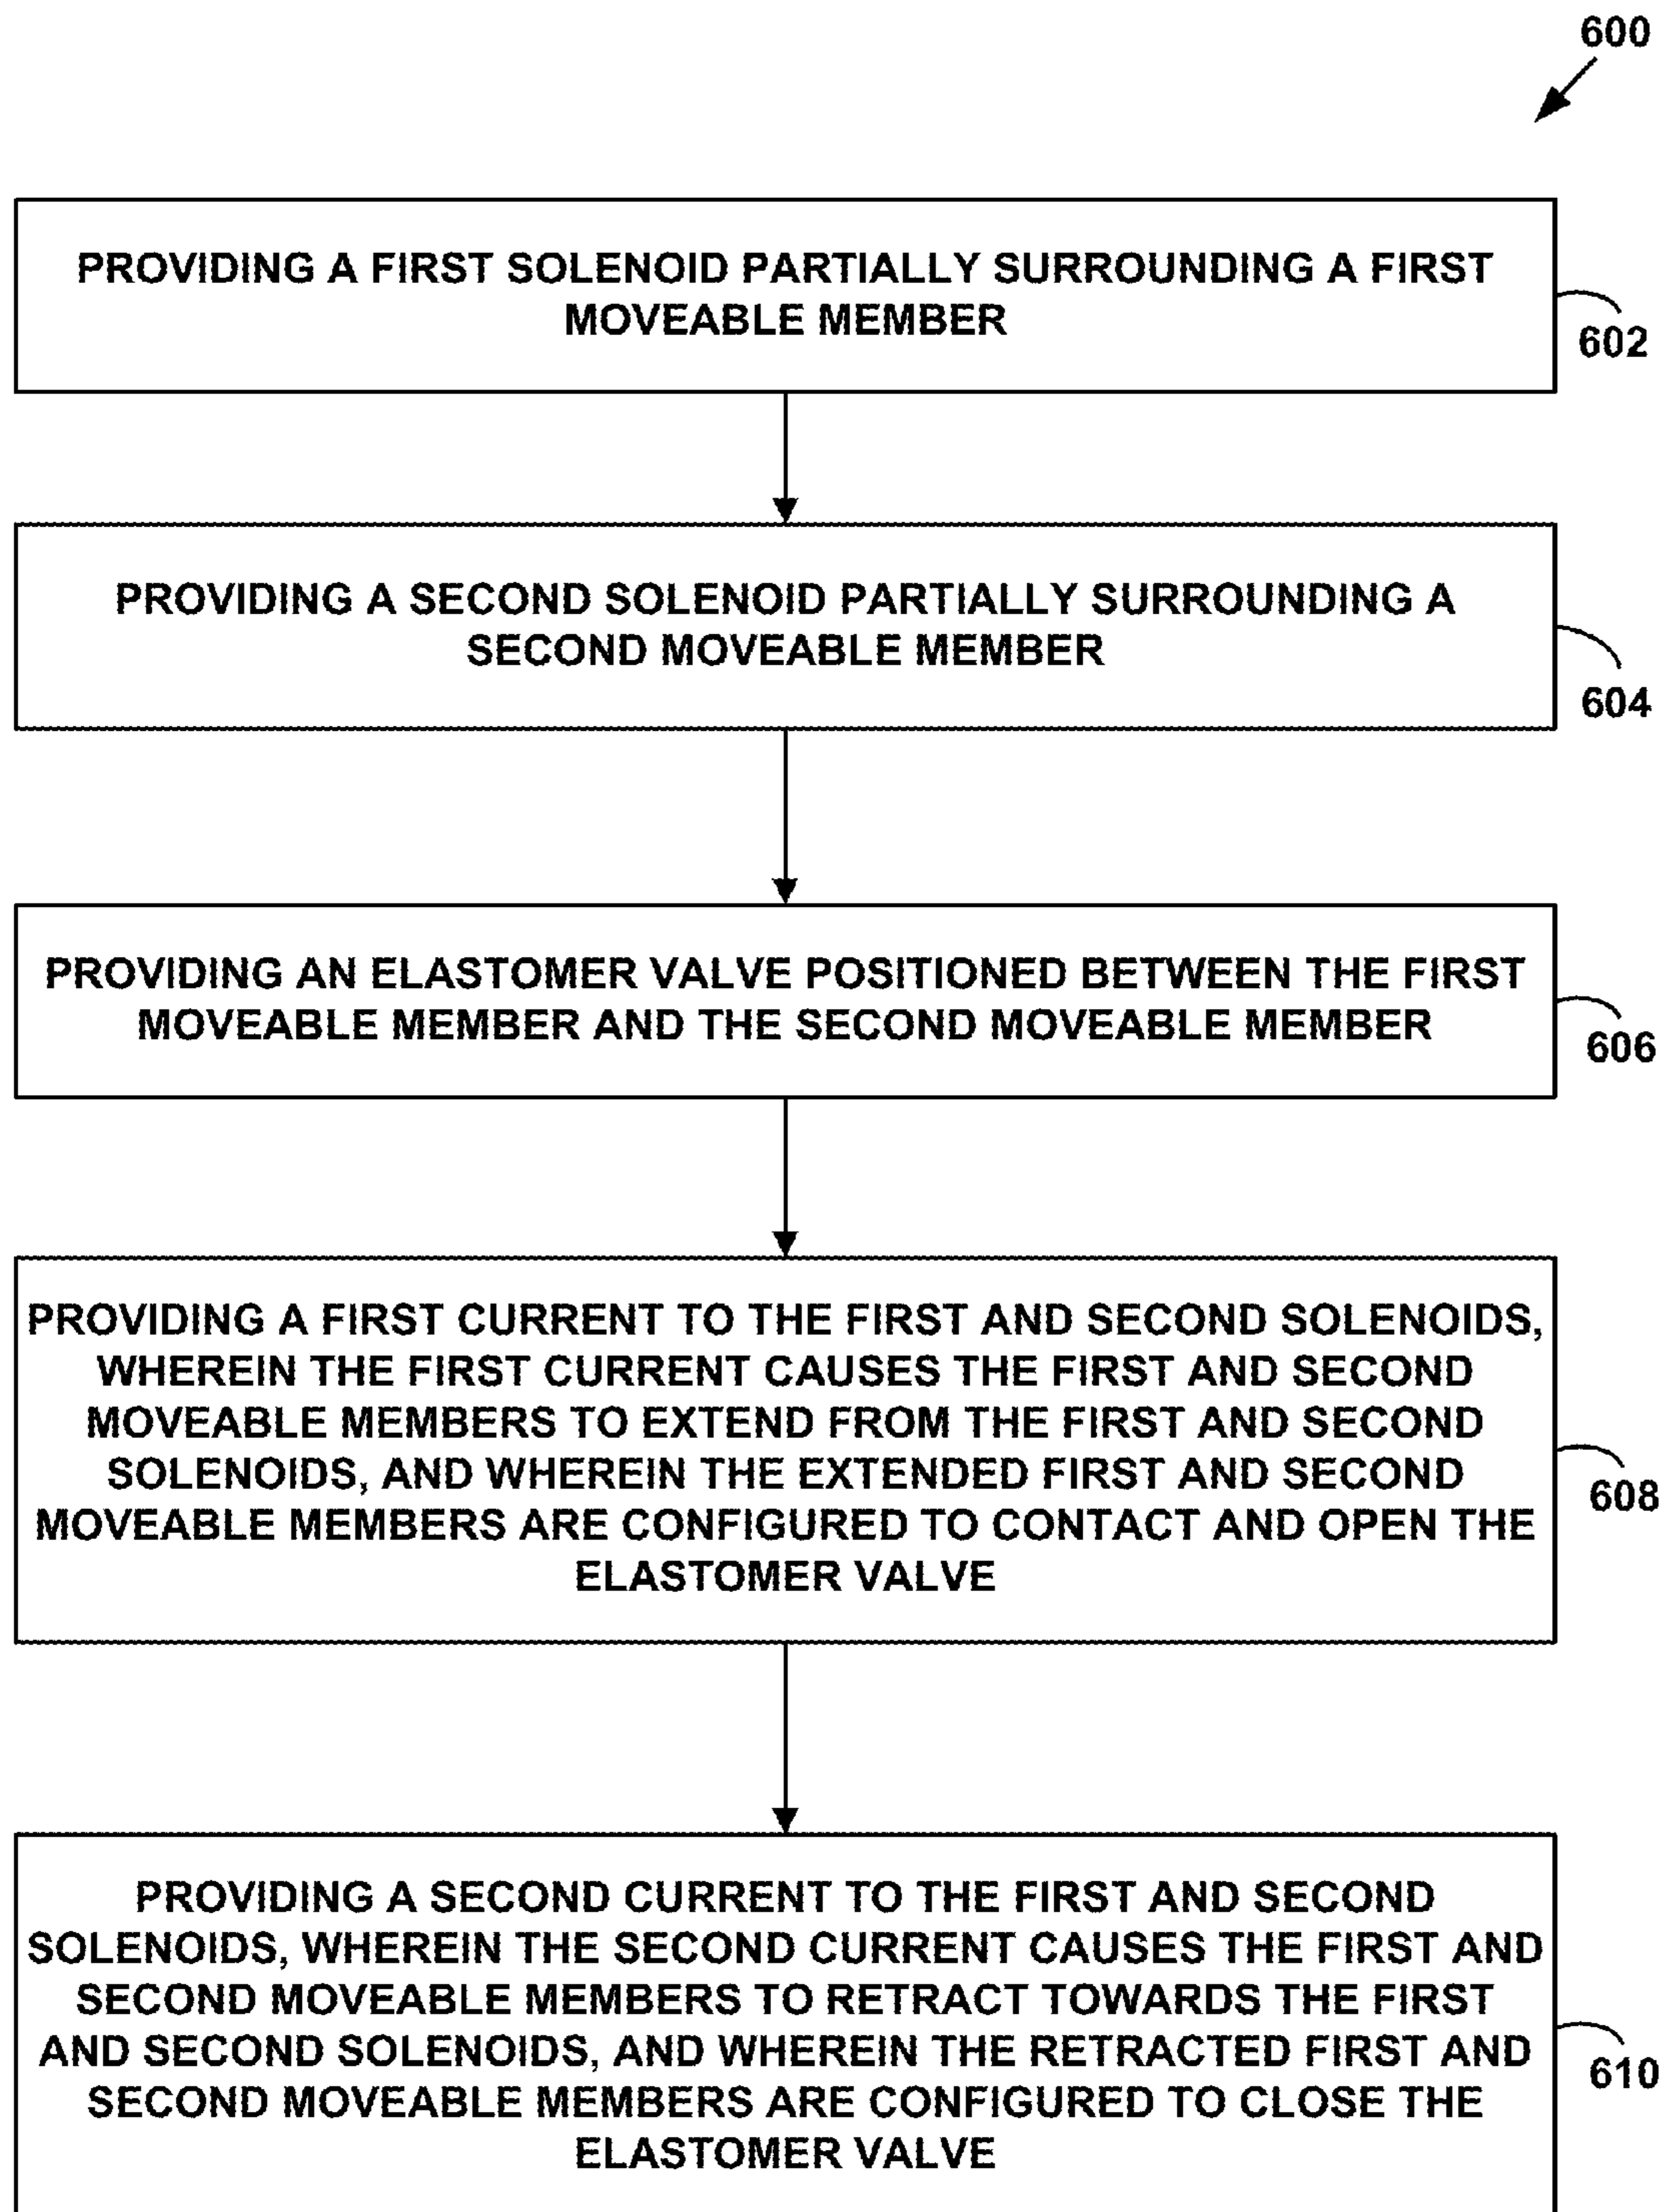 600
PROVIDING A FIRST SOLENOID PARTIALLY SURROUNDING A FIRST
MOVEABLE MEMBER
602
PROVIDING A SECOND SOLENOID PARTIALLY SURROUNDING A
SECOND MOVEABLE MEMBER
604
PROVIDING AN ELASTOMER VALVE POSITIONED BETWEEN THE FIRST
MOVEABLE MEMBER AND THE SECOND MOVEABLE MEMBER
606
PROVIDING A FIRST CURRENT TO THE FIRST AND SECOND SOLENOIDS,
WHEREIN THE FIRST CURRENT CAUSES THE FIRST AND SECOND
MOVEABLE MEMBERS TO EXTEND FROM THE FIRST AND SECOND
SOLENOIDS, AND WHEREIN THE EXTENDED FIRST AND SECOND
MOVEABLE MEMBERS ARE CONFIGURED TO CONTACT AND OPEN THE
ELASTOMER VALVE
608
PROVIDING A SECOND CURRENT TO THE FIRST AND SECOND
SOLENOIDS, WHEREIN THE SECOND CURRENT CAUSES THE FIRST AND
SECOND MOVEABLE MEMBERS TO RETRACT TOWARDS THE FIRST
AND SECOND SOLENOIDS, AND WHEREIN THE RETRACTED FIRST AND
SECOND MOVEABLE MEMBERS ARE CONFIGURED TO CLOSE THE
ELASTOMER VALVE
610